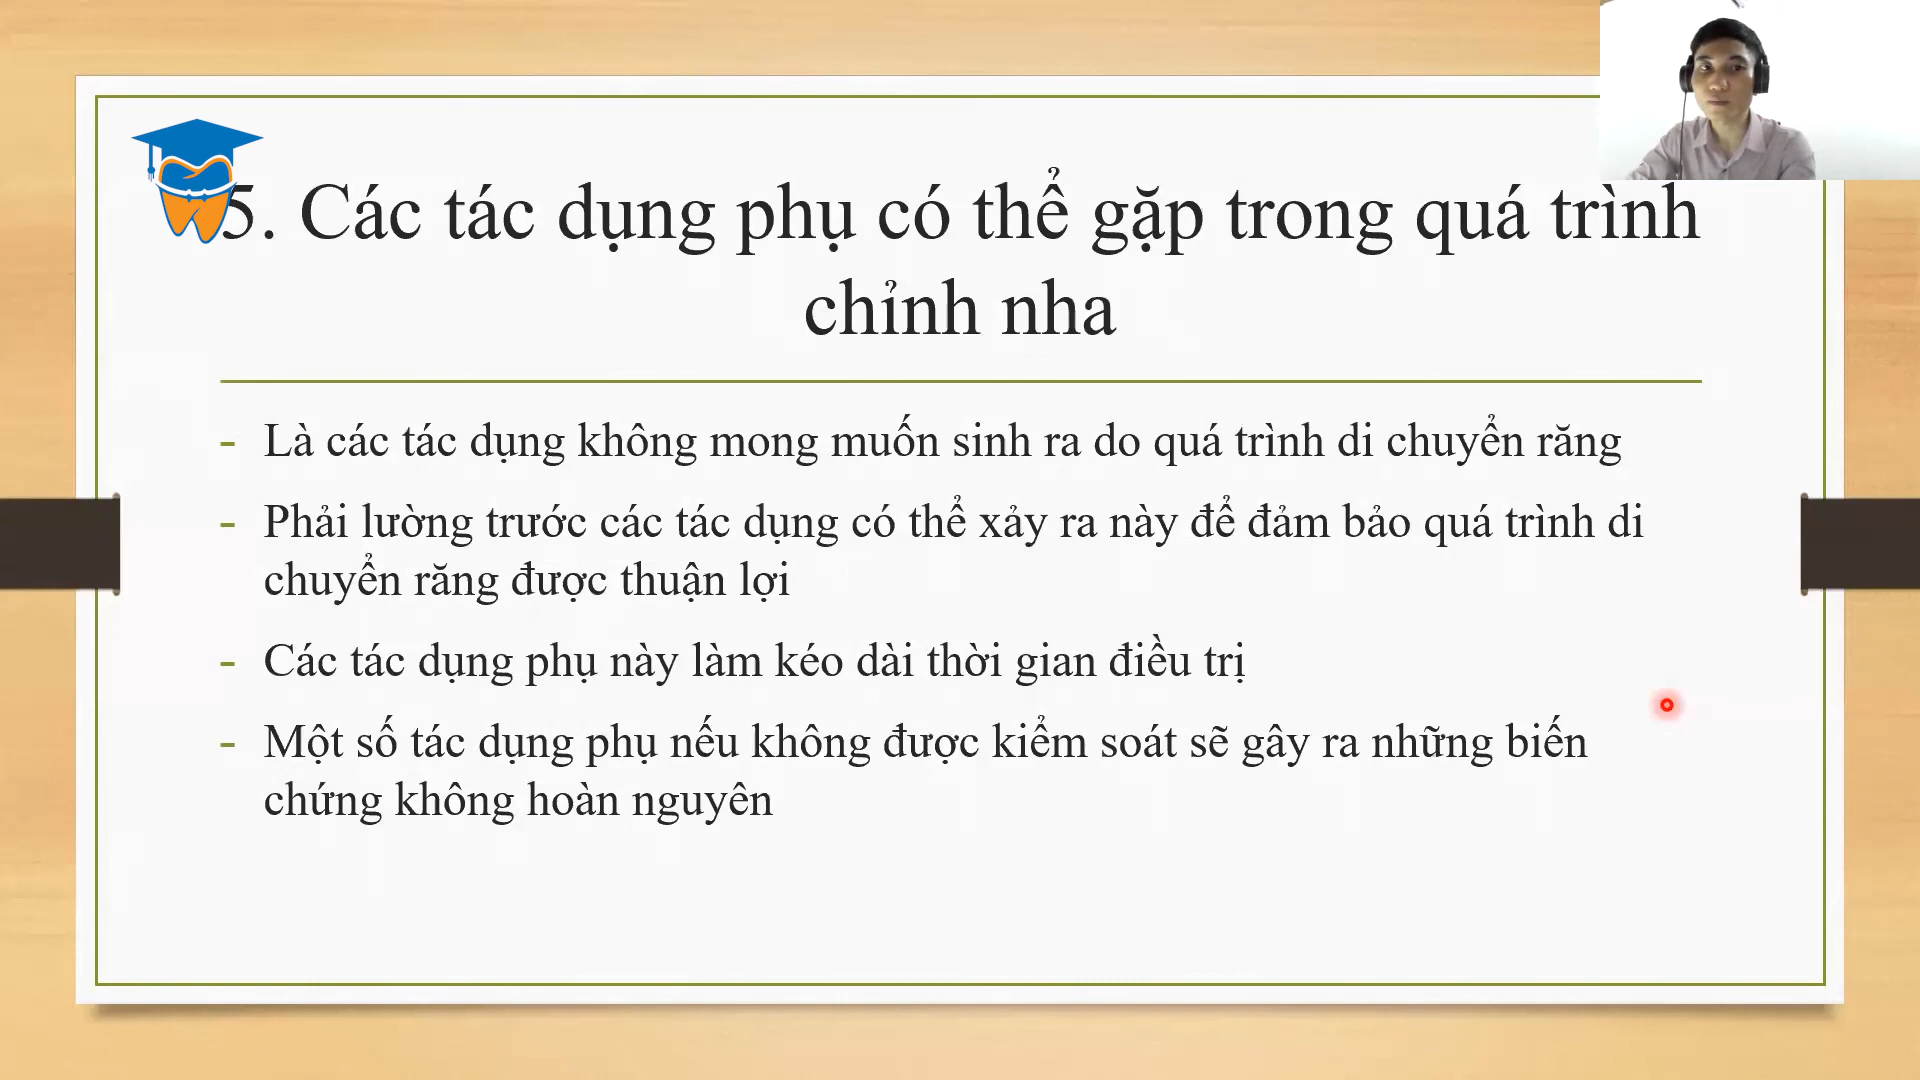 5. Các tác dụng phụ có thể gặp trong quá trình
chỉnh nha
- Là các tác dụng không mong muốn sinh ra do quá trình di chuyển răng
- Phải lường trước các tác dụng có thể xảy ra này để đảm bảo quá trình di
chuyển răng được thuận lợi
- Các tác dụng phụ này làm kéo dài thời gian điều trị
- Một số tác dụng phụ nếu không được kiểm soát sẽ gây ra những biến
chứng không hoàn nguyên